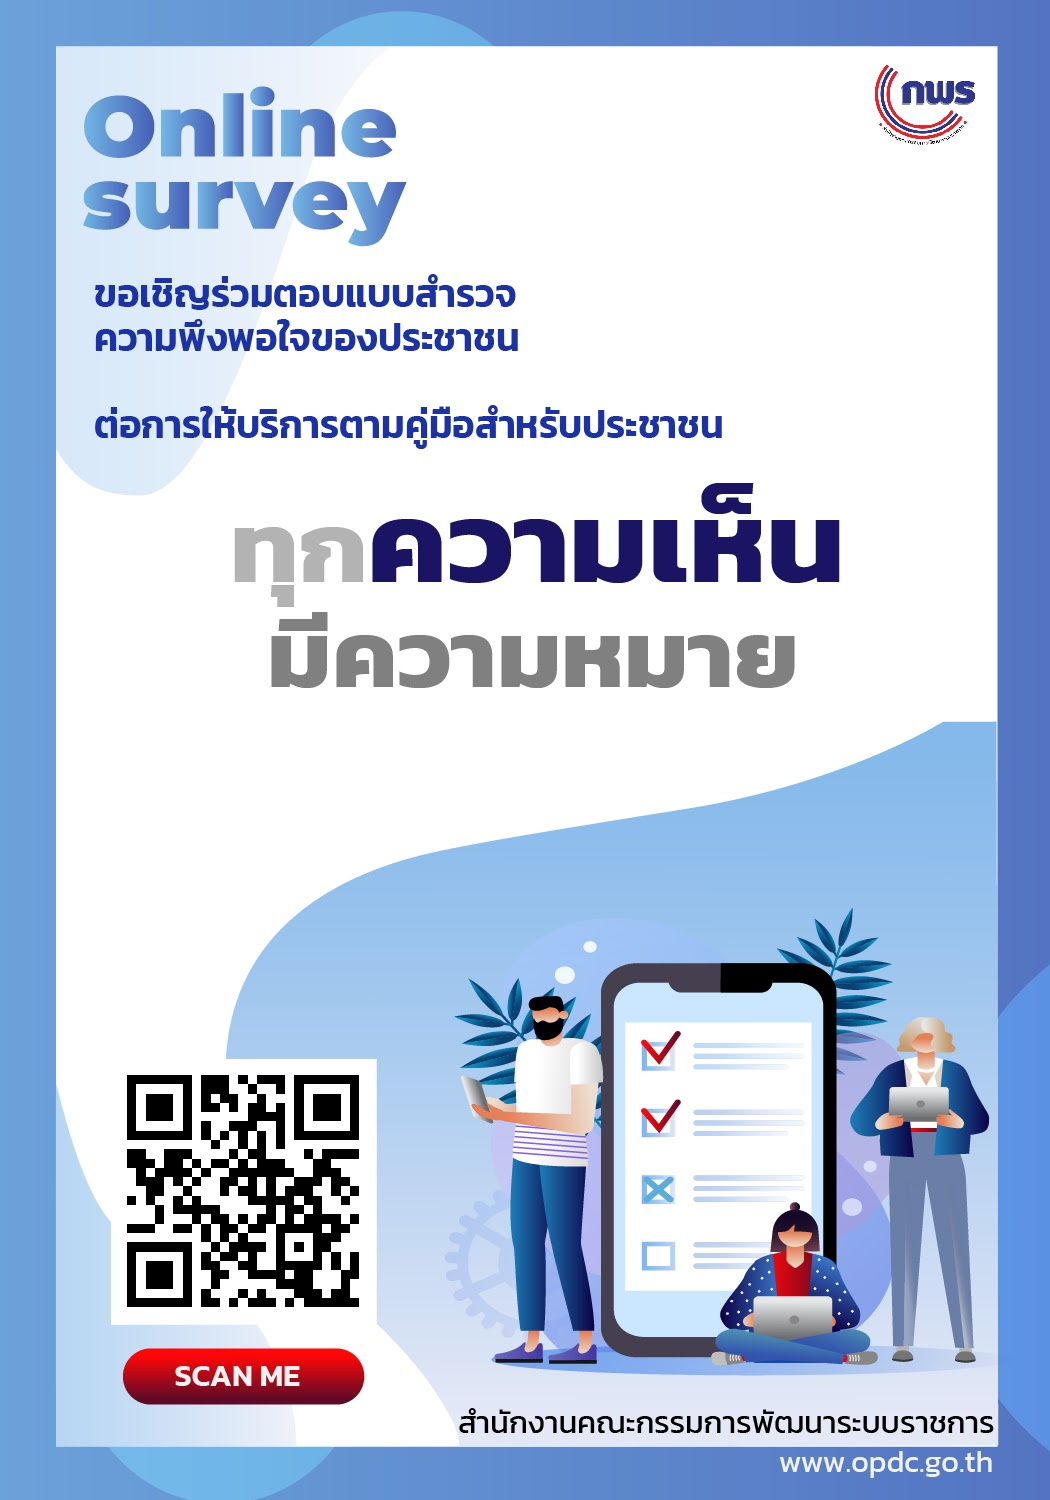 Online
survey
กพร
ขอเชิญร่วมตอบแบบสำรวจ
ความพึงพอใจของประชาชน
ต่อการให้บริการตามคู่มือสำหรับประชาชน
ทุกความเห็น
มีความหมาย
SCAN ME
สำนักงานคณะกรรมการพัฒนาระบบราชการ
www.opdc.go.th